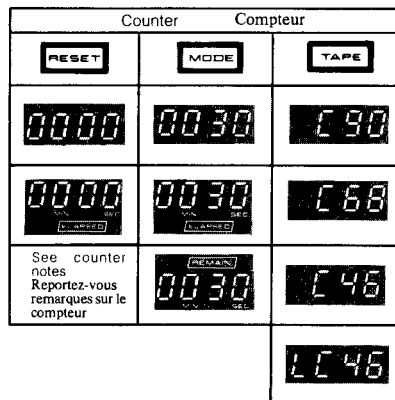 Counter Compteur
RESET MODE TAPE
0000 0030 C90
0000 0030 C68
MIN SEC MIN SEC
ELAPSED ELAPSED
See counter
notes
Reportez-vous
remarques sur le
compteur
REMAIN
0030 C46
MIN SEC
LC46